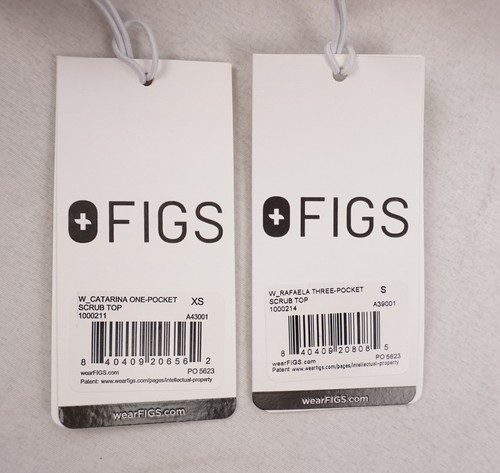 FIGS
W_CATARINA ONE-POCKET
SCRUB TOP XS
1000211 A43001
8 40409 20656 2
wearFIGS.com PO 5623
Patent: www.wearfigs.com/pages/intellectual-property
wearFIGS.com
FIGS
W_RAFAELA THREE-POCKET S
SCRUB TOP
1000214 A39001
8 40409 20808 5
wearFIGS.com PO 5623
Patent: www.wearfigs.com/pages/intellectual-property
wearFIGS.com